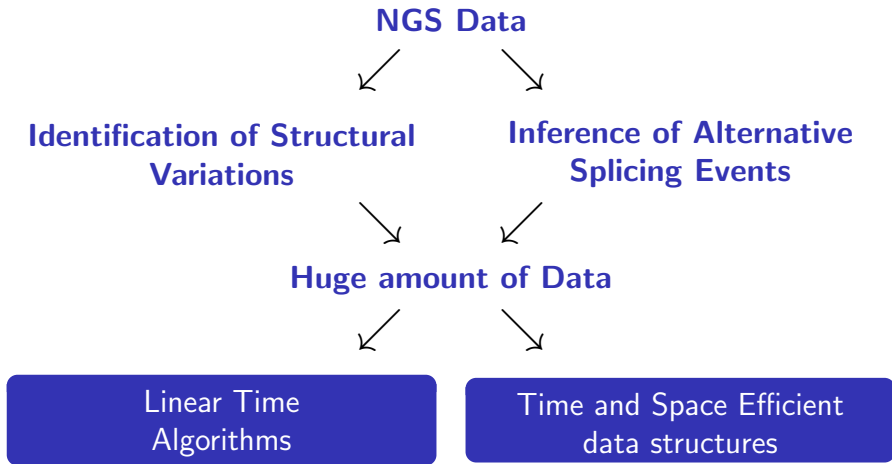 NGS Data
Identification of Structural
Variations
Inference of Alternative
Splicing Events
Huge amount of Data
Linear Time
Algorithms
Time and Space Efficient
data structures